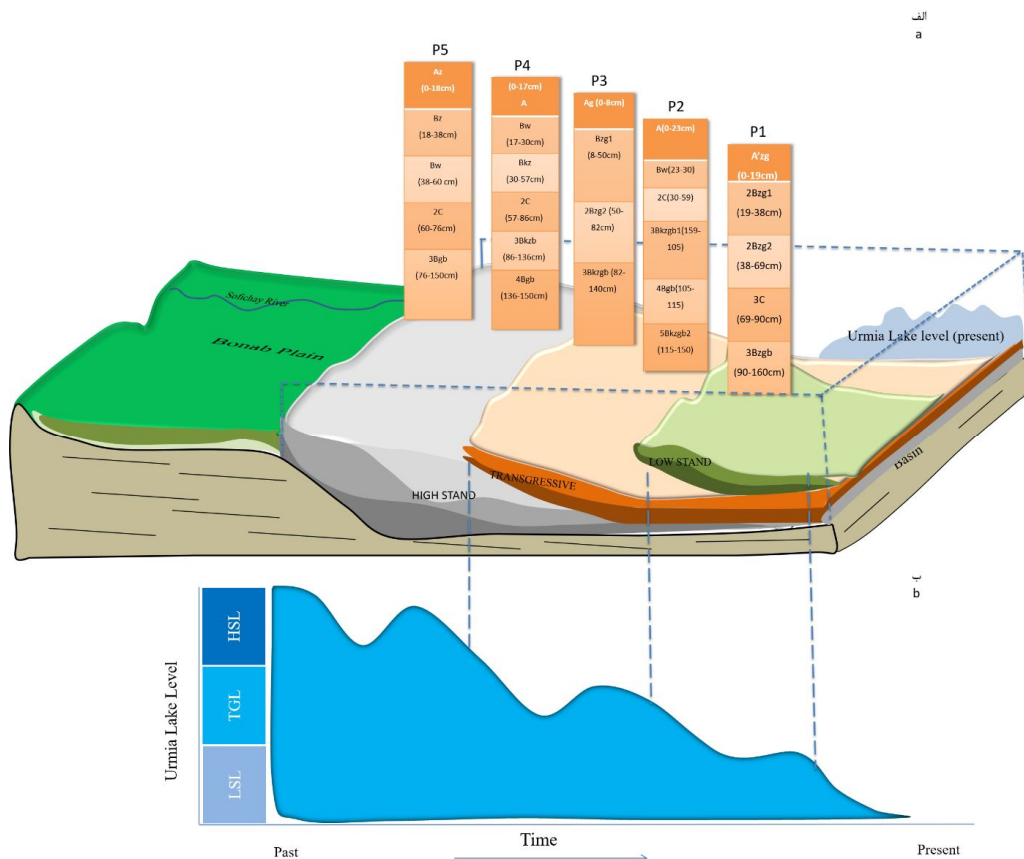 الف
a
P5
Az
(0-18cm)
Bz
(18-38cm)
Bw
(38-60 cm)
2C
(60-76cm)
3Bgb
(76-150cm)
P4
(0-17cm)
A
Bw
(17-30cm)
Bkz
(30-57cm)
2C
(57-86cm)
3Bkzb
(86-136cm)
4Bgb
(136-150cm)
P3
Ag (0-8cm)
Bzg1
(8-50cm)
2Bzg2 (50-
82cm)
3Bkzgb (82-
140cm)
P2
A(0-23cm)
Bw(23-30)
2C(30-59)
3Bkzgb1(159-
105)
4Bgb(105-
115)
5Bkzgb2
(115-150)
P1
A'zg
(0-19cm)
2Bzg1
(19-38cm)
2Bzg2
(38-69cm)
3C
(69-90cm)
3Bzgb
(90-160cm)
Sofichay River
Bonab Plain
Urmia Lake level (present)
HIGH STAND
TRANSGRESSIVE
LOW STAND
Basin
ب
b
Urmia Lake Level
HSL
TGL
LSL
Time
Past
Present